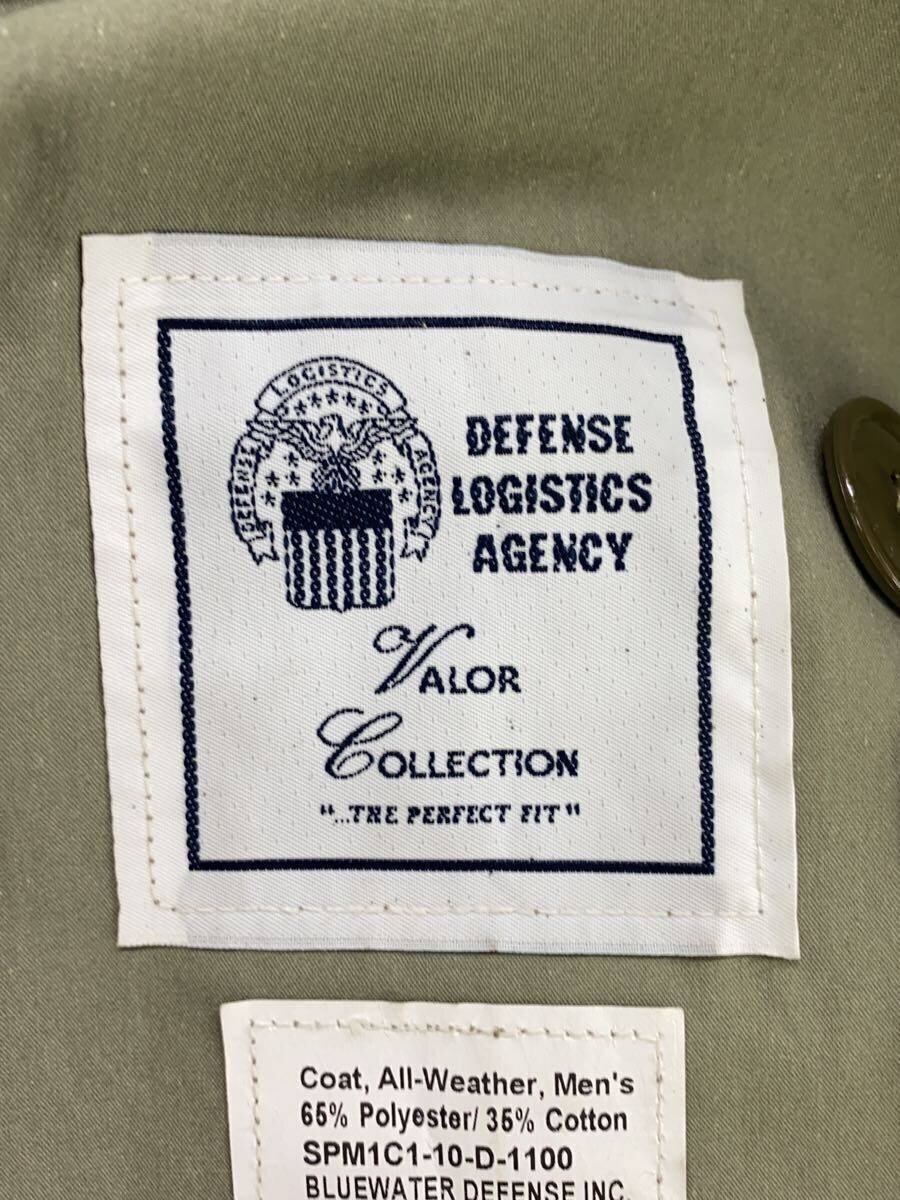 DEFENSE LOGISTICS AGENCY
DEFENSE
LOGISTICS
AGENCY
VALOR
COLLECTION
"...THE PERFECT FIT"
Coat, All-Weather, Men's
65% Polyester/ 35% Cotton
SPM1C1-10-D-1100
BLUEWATER DEFENSE INC.